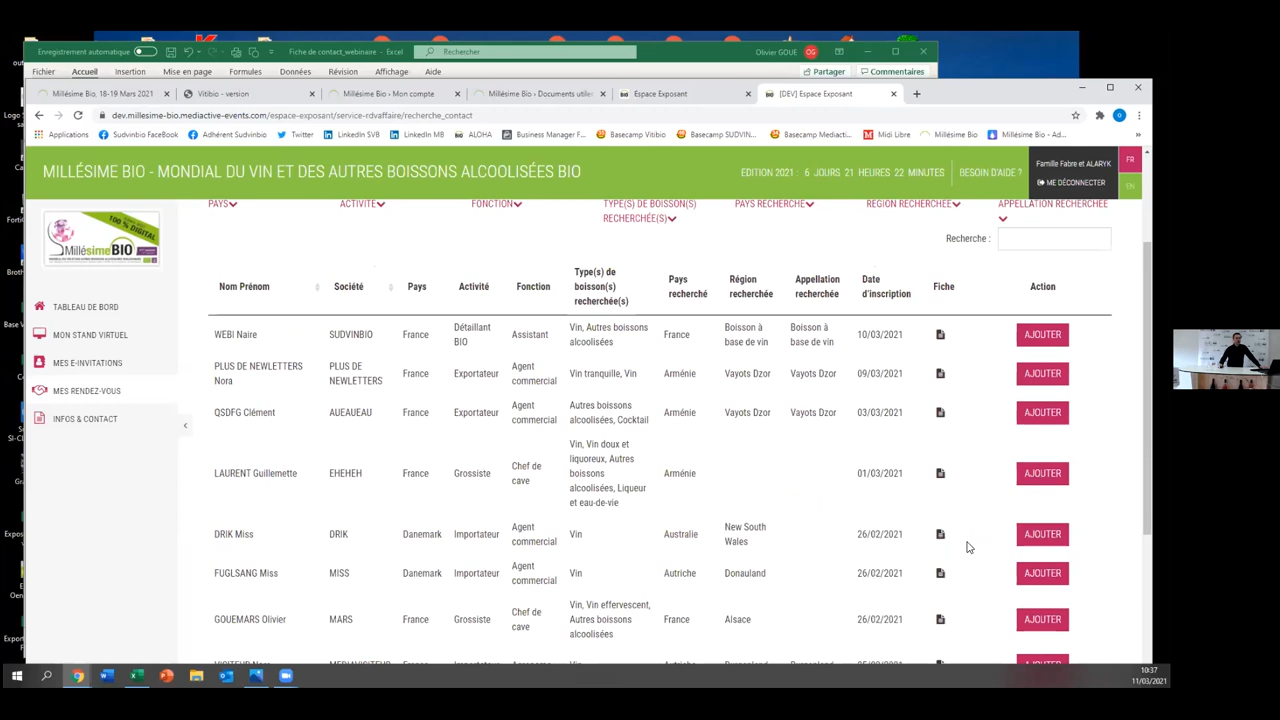 Enregistrement automatique
Fiche de contact_webinaire - Excel
Rechercher
Olivier GOUE
OG
Fichier Accueil Insertion Mise en page Formules Données Révision Affichage Aide
Partager Commentaires
Millésime Bio, 18-19 Mars 2021
Vitibio - version
Millésime Bio › Mon compte
Millésime Bio › Documents utiles
Espace Exposant
[DEV] Espace Exposant
dev.millesime-bio.mediactive-events.com/espace-exposant/service-rdvaffaire/recherche_contact
Applications Sudvinbio FaceBook Adhérent Sudvinbio Twitter LinkedIn SVB LinkedIn MB ALOHA Business Manager F... Basecamp Vitibio Basecamp SUDVIN... Basecamp Mediacti... Midi Libre Millésime Bio Millésime Bio - Ad... »
MILLÉSIME BIO - MONDIAL DU VIN ET DES AUTRES BOISSONS ALCOOLISÉES BIO
EDITION 2021 : 6 JOURS 21 HEURES 22 MINUTES
BESOIN D'AIDE ?
Famille Fabre et ALARYK
ME DÉCONNECTER
FR
EN
MillésimeBIO
100 % DIGITAL
TABLEAU DE BORD
MON STAND VIRTUEL
MES E-INVITATIONS
MES RENDEZ-VOUS
INFOS & CONTACT
PAYS ACTIVITÉ FONCTION TYPE(S) DE BOISSON(S) RECHERCHÉE(S) PAYS RECHERCHÉ RÉGION RECHERCHÉE APPELLATION RECHERCHÉE
Recherche :
Nom Prénom Société Pays Activité Fonction Type(s) de boisson(s) recherchée(s) Pays recherché Région recherchée Appellation recherchée Date d'inscription Fiche Action
WEBI Naire SUDVINBIO France Détaillant BIO Assistant Vin, Autres boissons alcoolisées France Boisson à base de vin Boisson à base de vin 10/03/2021 AJOUTER
PLUS DE NEWLETTERS Nora PLUS DE NEWLETTERS France Exportateur Agent commercial Vin tranquille, Vin Arménie Vayots Dzor Vayots Dzor 09/03/2021 AJOUTER
QSDFG Clément AUEAUEAU France Exportateur Agent commercial Autres boissons alcoolisées, Cocktail Arménie Vayots Dzor Vayots Dzor 03/03/2021 AJOUTER
LAURENT Guillemette EHEHEH France Grossiste Chef de cave Vin, Vin doux et liquoreux, Autres boissons alcoolisées, Liqueur et eau-de-vie Arménie 01/03/2021 AJOUTER
DRIK Miss DRIK Danemark Importateur Agent commercial Vin Australie New South Wales 26/02/2021 AJOUTER
FUGLSANG Miss MISS Danemark Importateur Agent commercial Vin Autriche Donauland 26/02/2021 AJOUTER
GOUEMARS Olivier MARS France Grossiste Chef de cave Vin, Vin effervescent, Autres boissons alcoolisées France Alsace 26/02/2021 AJOUTER
10:37
11/03/2021